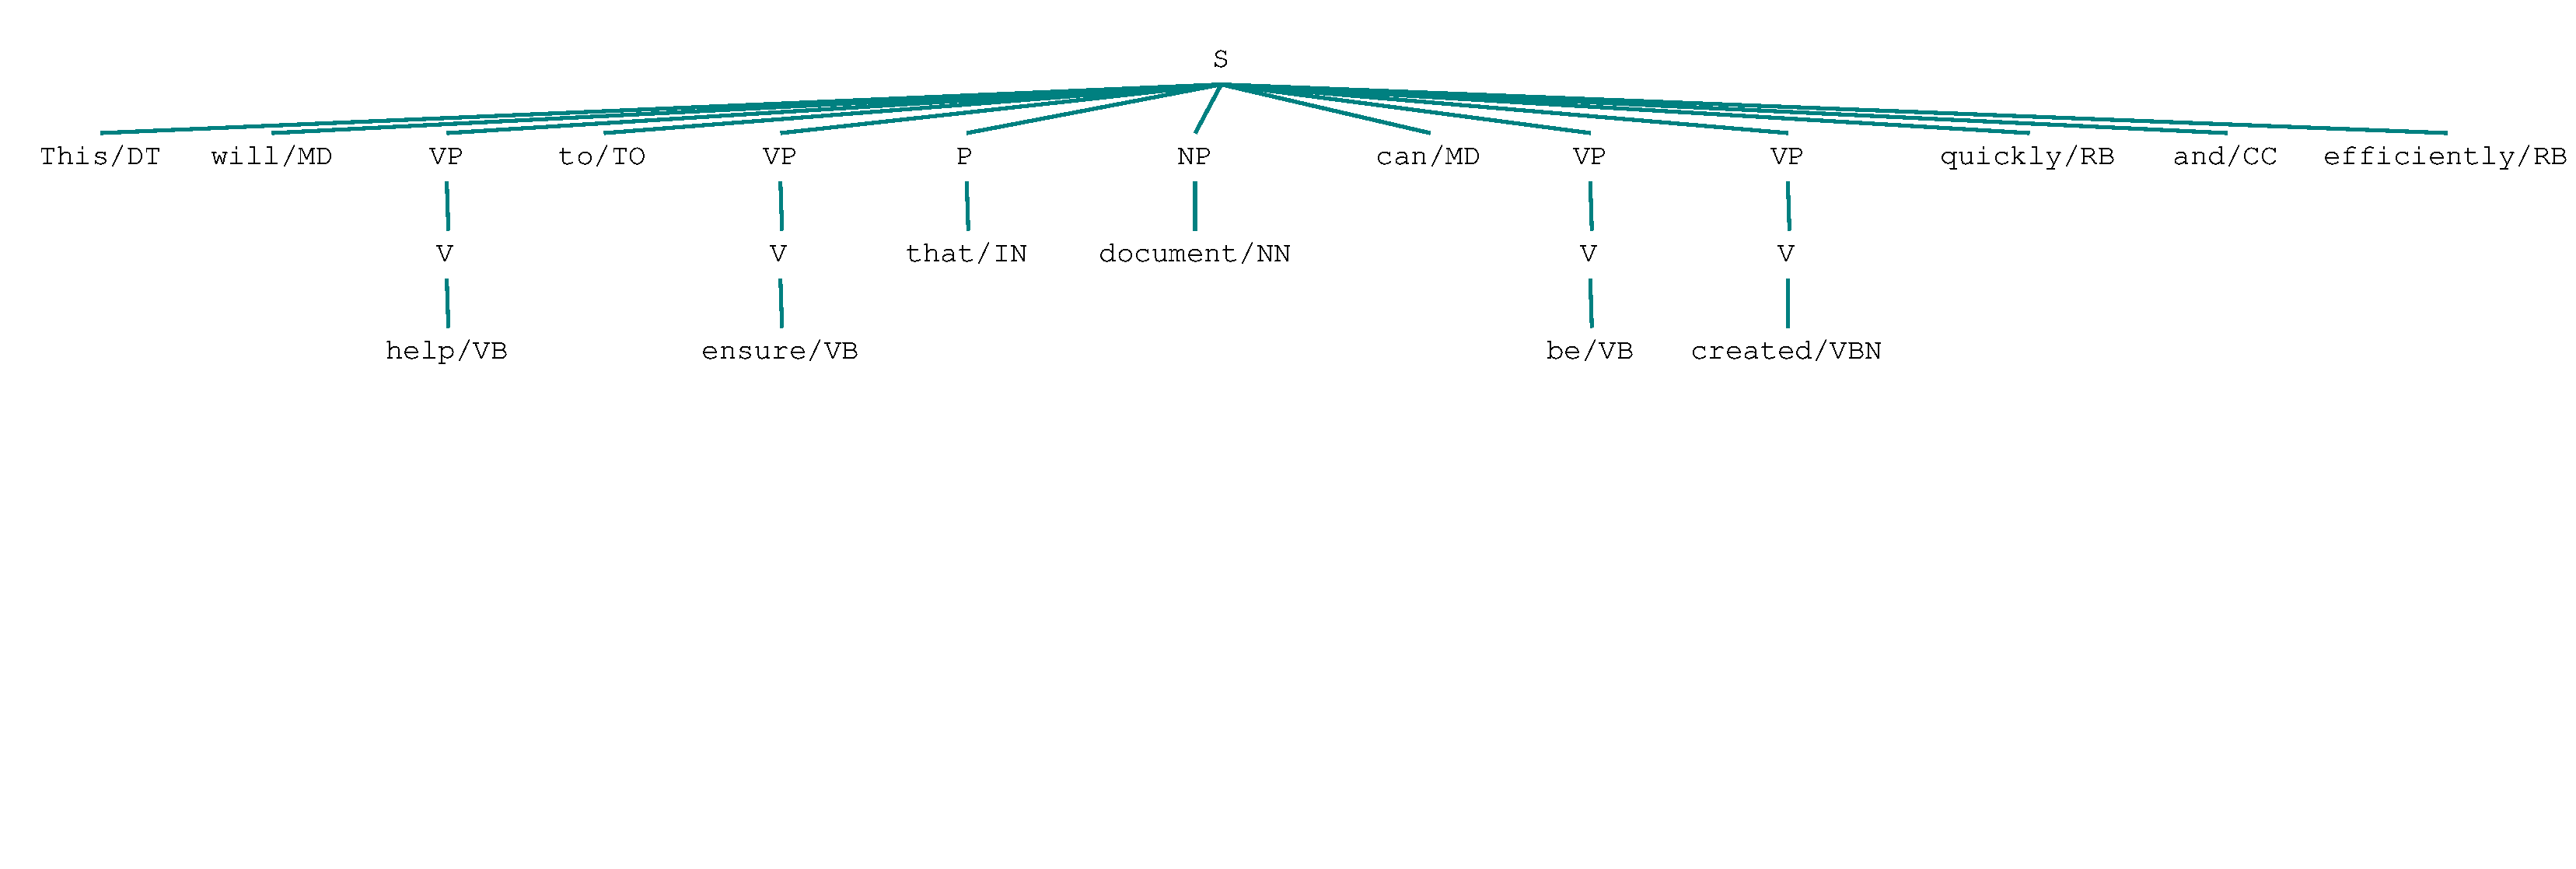 S
This/DT will/MD VP to/TO VP P NP can/MD VP VP quickly/RB and/CC efficiently/RB
V V that/IN document/NN V V
help/VB ensure/VB be/VB created/VBN